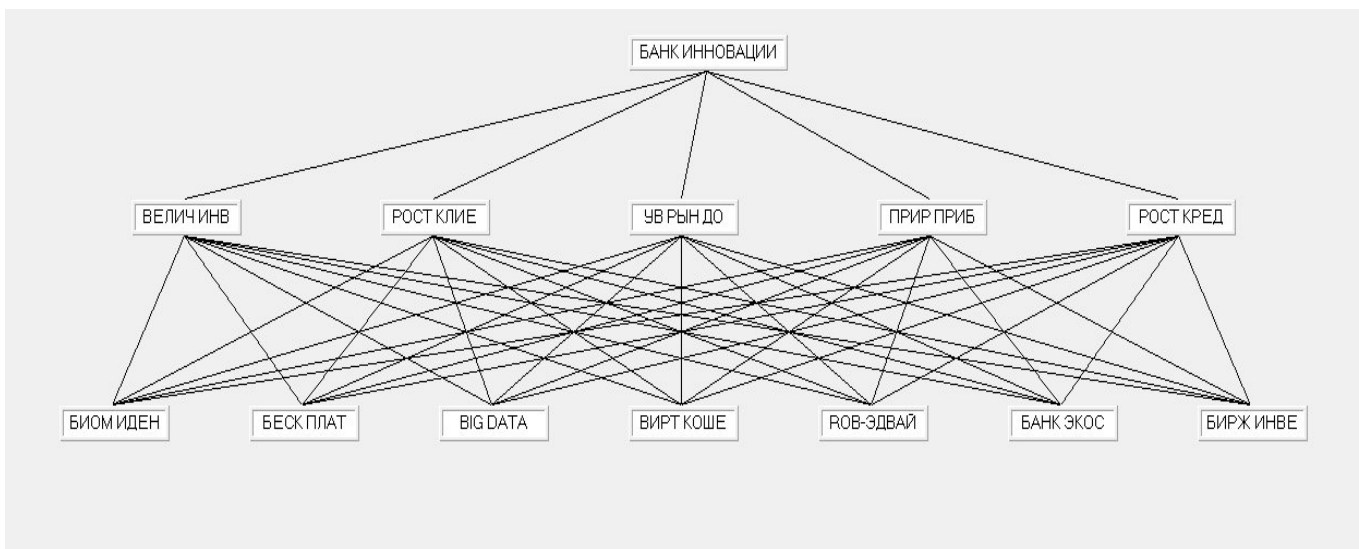 БАНК ИННОВАЦИИ
ВЕЛИЧ ИНВ
РОСТ КЛИЕ
УВ РЫН ДО
ПРИР ПРИБ
РОСТ КРЕД
БИОМ ИДЕН
БЕСК ПЛАТ
BIG DATA
ВИРТ КОШЕ
ROB-ЭДВАЙ
БАНК ЭКОС
БИРЖ ИНВЕ